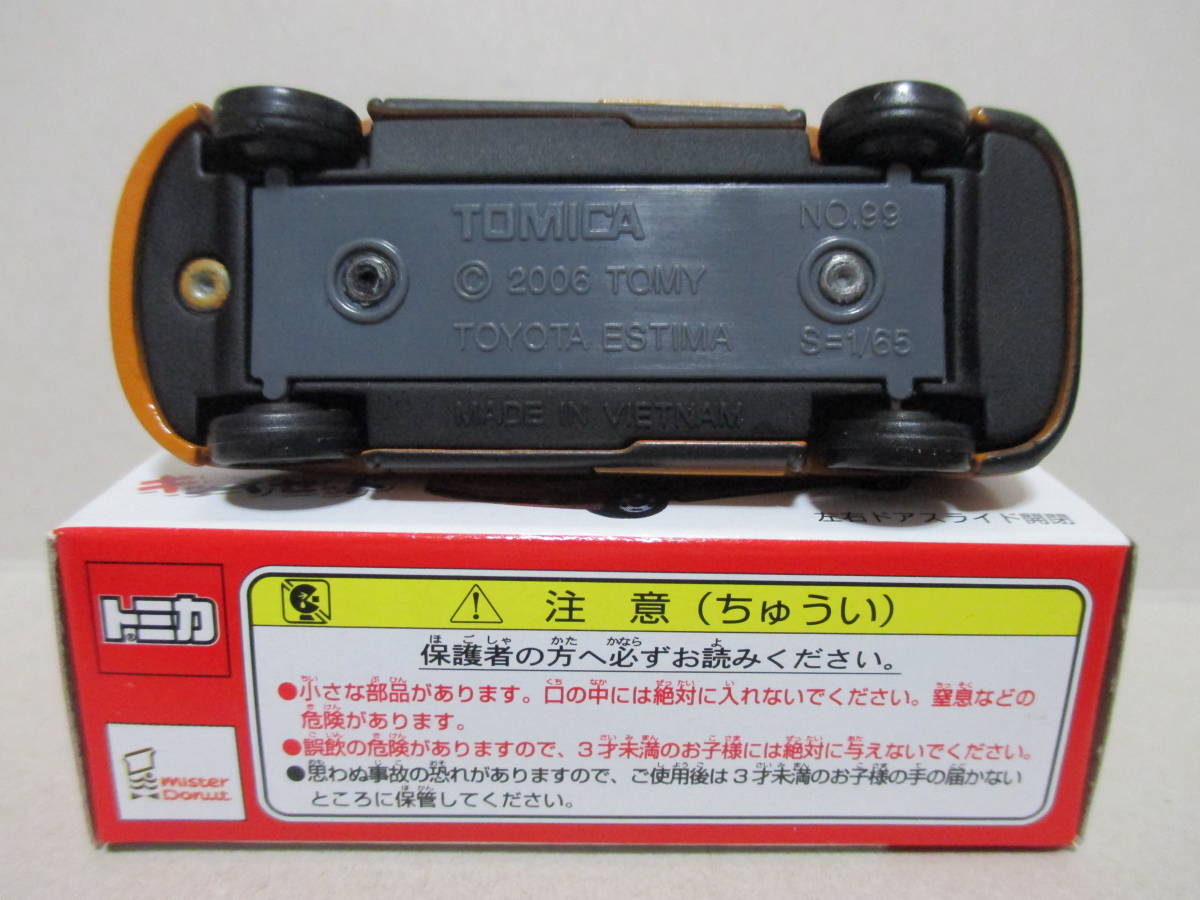 TOMICA NO.99
© 2006 TOMY
TOYOTA ESTIMA S=1/65
MADE IN VIETNAM
左右ドアスライド開閉
トミカ®
mister Donut
注意(ちゅうい)
保護者の方へ必ずお読みください。
●小さな部品があります。口の中には絶対に入れないでください。窒息などの
危険があります。
●誤飲の危険がありますので、3才未満のお子様には絶対に与えないでください。
●思わぬ事故の恐れがありますので、ご使用後は3才未満のお子様の手の届かない
ところに保管してください。